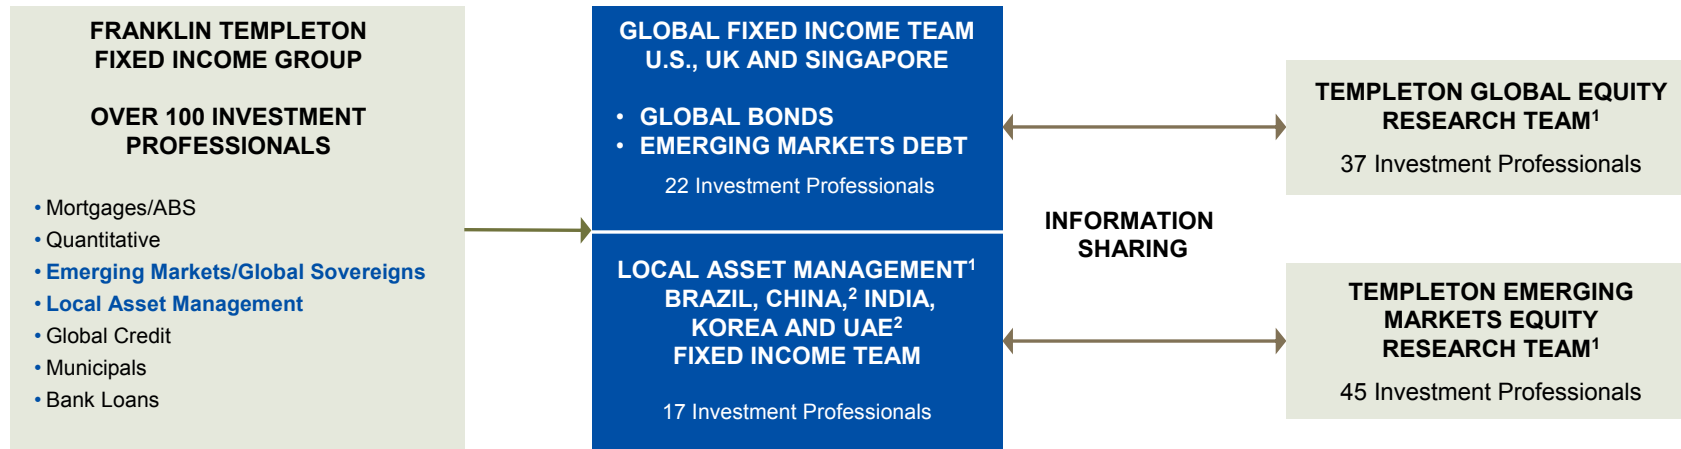 FRANKLIN TEMPLETON
FIXED INCOME GROUP
OVER 100 INVESTMENT
PROFESSIONALS
• Mortgages/ABS
• Quantitative
• Emerging Markets/Global Sovereigns
• Local Asset Management
• Global Credit
• Municipals
• Bank Loans
GLOBAL FIXED INCOME TEAM
U.S., UK AND SINGAPORE
• GLOBAL BONDS
• EMERGING MARKETS DEBT
22 Investment Professionals
LOCAL ASSET MANAGEMENT¹
BRAZIL, CHINA,² INDIA,
KOREA AND UAE²
FIXED INCOME TEAM
17 Investment Professionals
INFORMATION
SHARING
TEMPLETON GLOBAL EQUITY
RESEARCH TEAM¹
37 Investment Professionals
TEMPLETON EMERGING
MARKETS EQUITY
RESEARCH TEAM¹
45 Investment Professionals